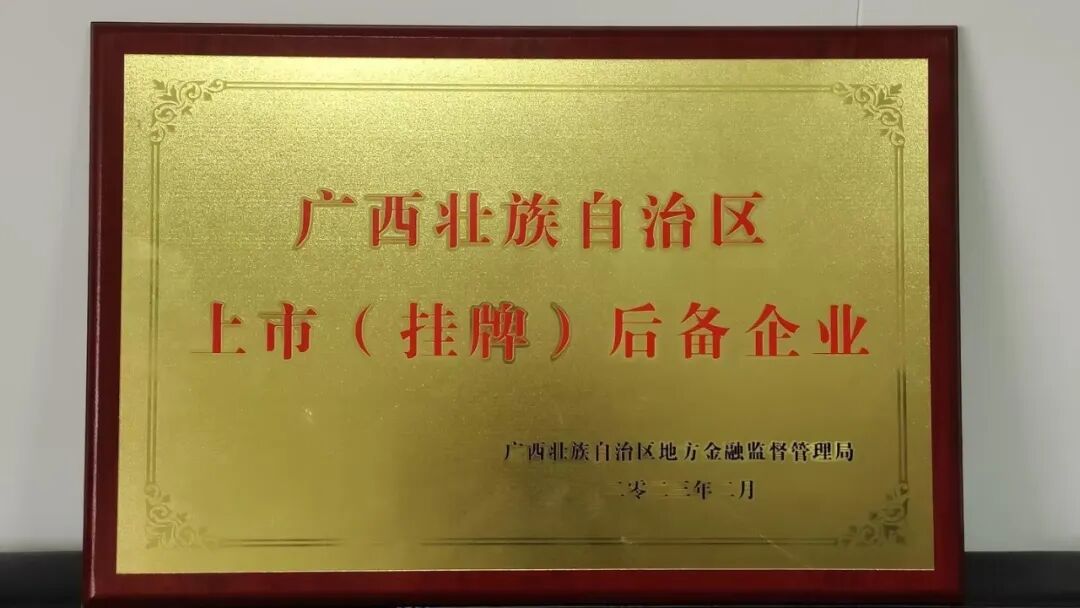 广西壮族自治区
上市（挂牌）后备企业
广西壮族自治区地方金融监督管理局
二零二三年二月